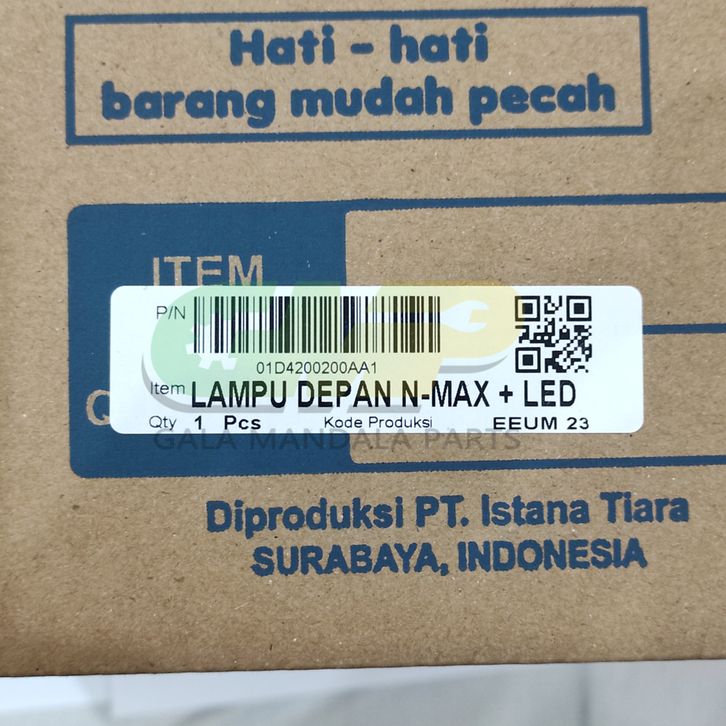 Hati - hati
barang mudah pecah
ITEM
P/N
01D4200200AA1
Item LAMPU DEPAN N-MAX + LED
Qty 1 Pcs Kode Produksi EEUM 23
GALA MANDALA PARTS
Diproduksi PT. Istana Tiara
SURABAYA, INDONESIA